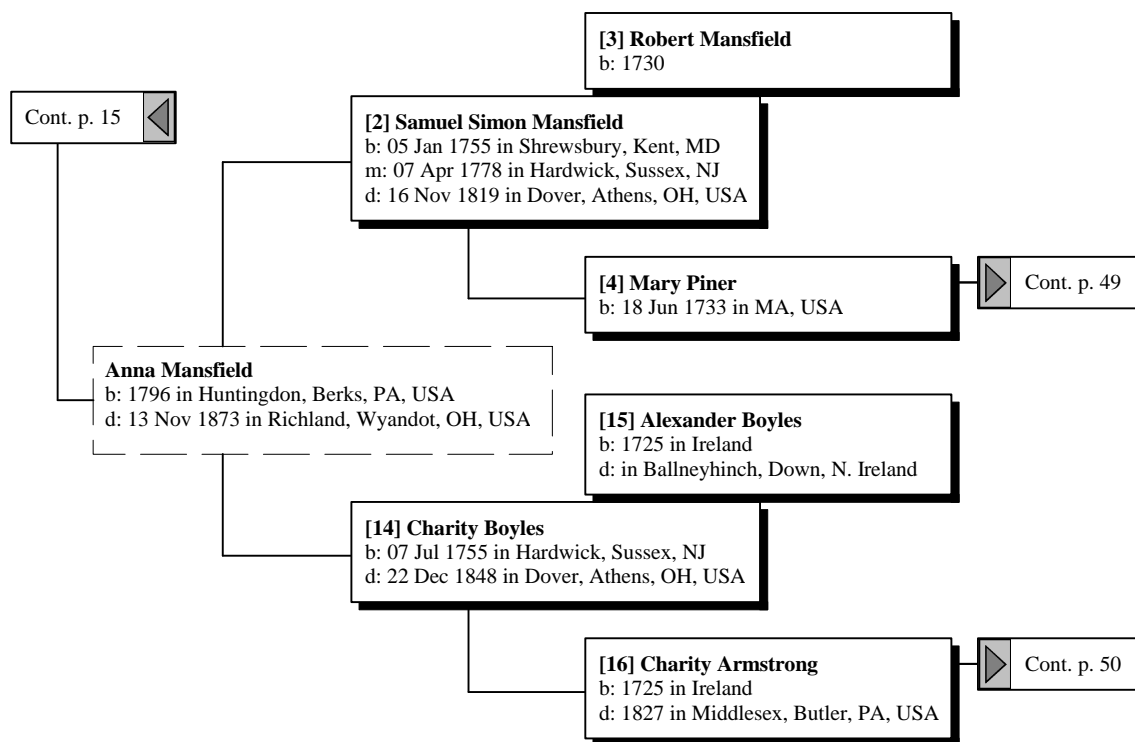 [3] Robert Mansfield
b: 1730
Cont. p. 15
[2] Samuel Simon Mansfield
b: 05 Jan 1755 in Shrewsbury, Kent, MD
m: 07 Apr 1778 in Hardwick, Sussex, NJ
d: 16 Nov 1819 in Dover, Athens, OH, USA
[4] Mary Piner
b: 18 Jun 1733 in MA, USA
Cont. p. 49
Anna Mansfield
b: 1796 in Huntingdon, Berks, PA, USA
d: 13 Nov 1873 in Richland, Wyandot, OH, USA
[15] Alexander Boyles
b: 1725 in Ireland
d: in Ballneyhinch, Down, N. Ireland
[14] Charity Boyles
b: 07 Jul 1755 in Hardwick, Sussex, NJ
d: 22 Dec 1848 in Dover, Athens, OH, USA
[16] Charity Armstrong
b: 1725 in Ireland
d: 1827 in Middlesex, Butler, PA, USA
Cont. p. 50